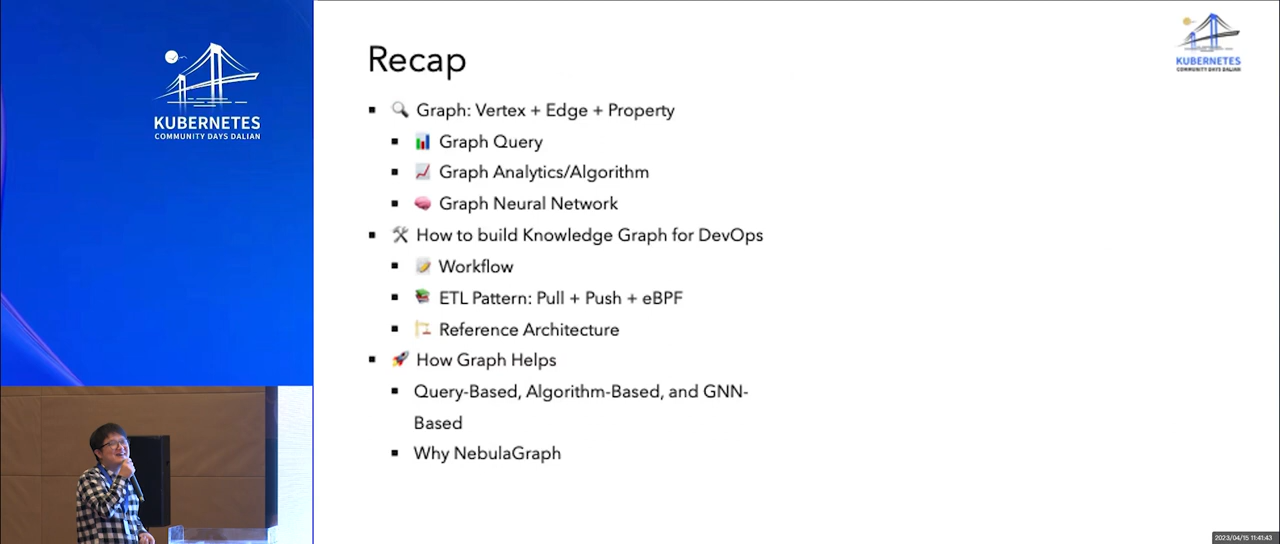 KUBERNETES
COMMUNITY DAYS DALIAN
Recap
Graph: Vertex + Edge + Property
Graph Query
Graph Analytics/Algorithm
Graph Neural Network
How to build Knowledge Graph for DevOps
Workflow
ETL Pattern: Pull + Push + eBPF
Reference Architecture
How Graph Helps
Query-Based, Algorithm-Based, and GNN-
Based
Why NebulaGraph
KUBERNETES
COMMUNITY DAYS DALIAN
2023/04/15 11:41:43